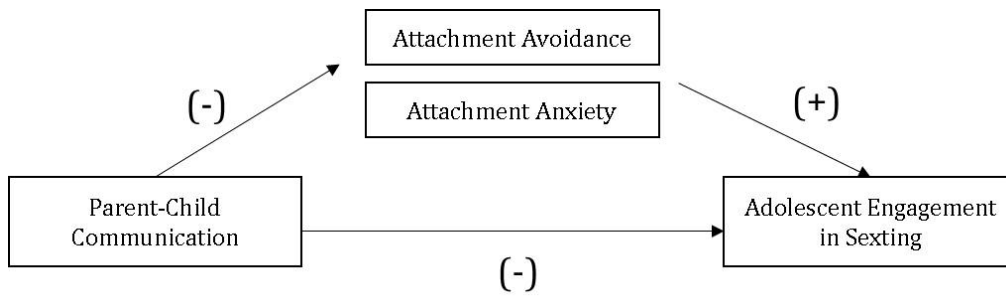 Attachment Avoidance
(-)
Attachment Anxiety
(+)
Parent-Child
Communication
Adolescent Engagement
in Sexting
(-)